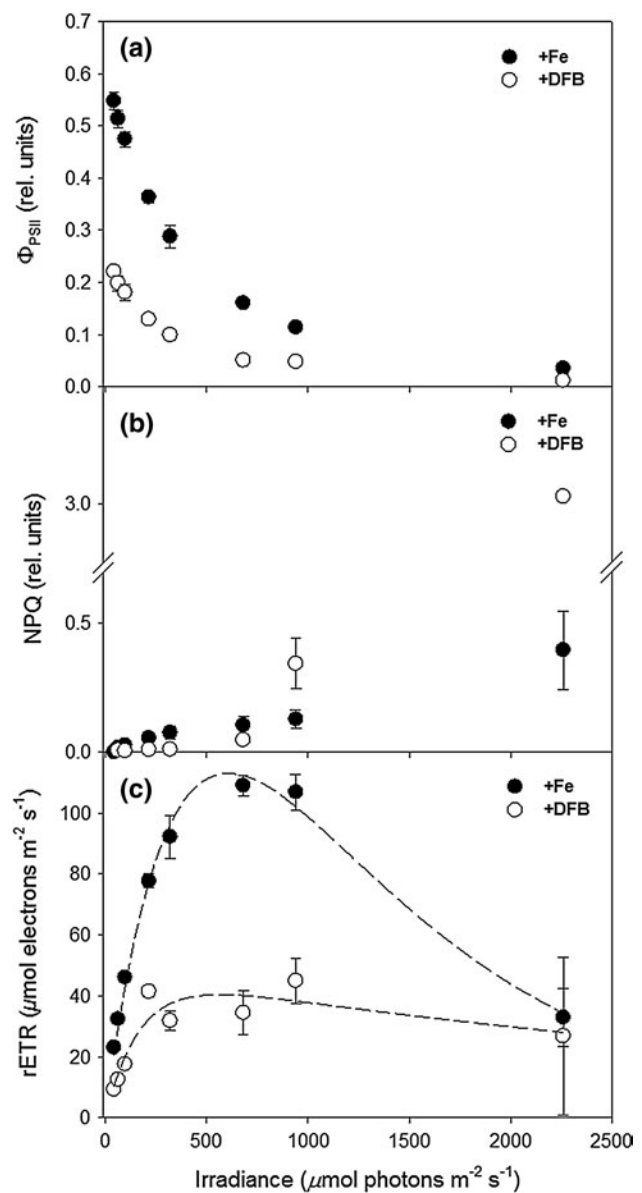 (a)
+Fe
+DFB
0.7
0.6
0.5
0.4
0.3
0.2
0.1
0.0
ΦPSII (rel. units)
(b)
+Fe
+DFB
3.0
0.5
0.0
NPQ (rel. units)
(c)
+Fe
+DFB
100
80
60
40
20
0
rETR (μmol electrons m⁻² s⁻¹)
0 500 1000 1500 2000 2500
Irradiance (μmol photons m⁻² s⁻¹)